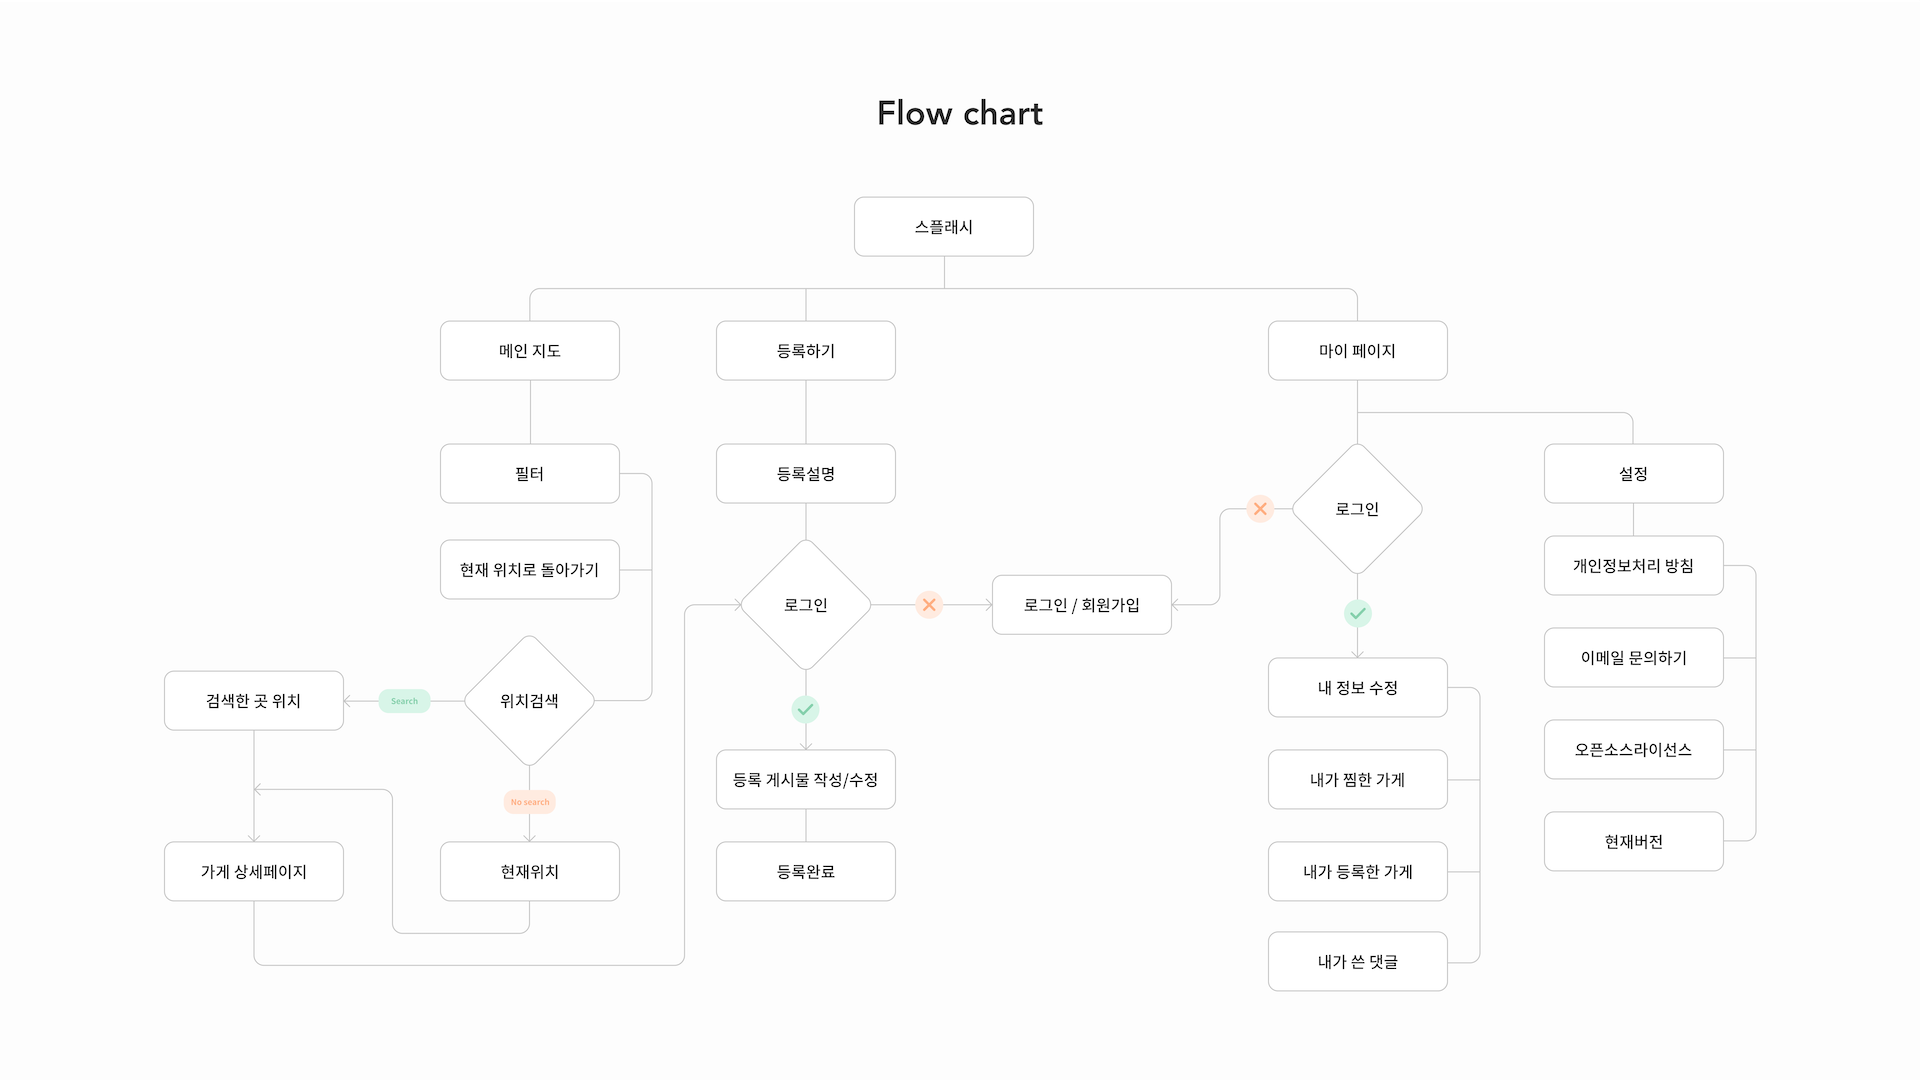 Flow chart
스플래시
메인 지도
등록하기
마이 페이지
필터
등록설명
설정
로그인
현재 위치로 돌아가기
개인정보처리 방침
로그인
로그인 / 회원가입
이메일 문의하기
내 정보 수정
검색한 곳 위치
Search
위치검색
오픈소스라이선스
등록 게시물 작성/수정
내가 찜한 가게
No search
현재버전
가게 상세페이지
현재위치
등록완료
내가 등록한 가게
내가 쓴 댓글